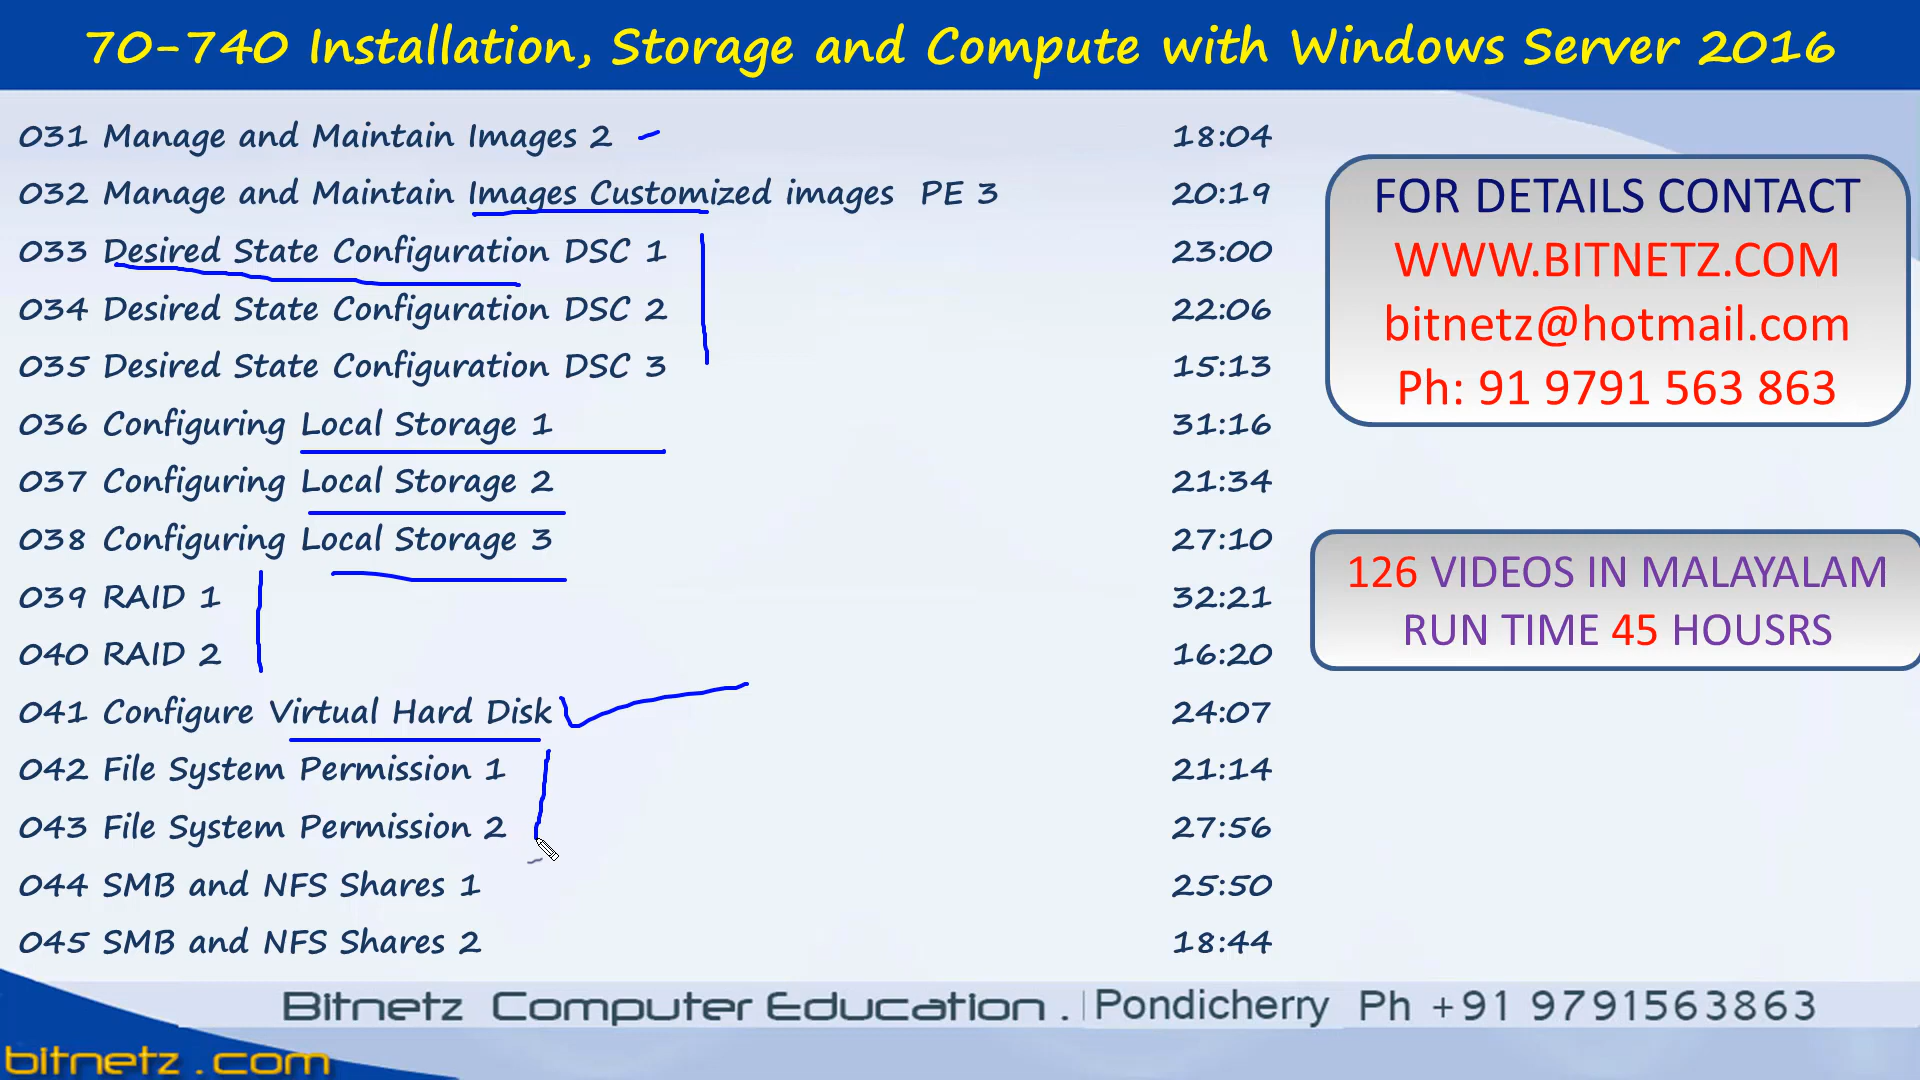 70-740 Installation, Storage and Compute with Windows Server 2016
031 Manage and Maintain Images 2 18:04
032 Manage and Maintain Images Customized images PE 3 20:19
033 Desired State Configuration DSC 1 23:00
034 Desired State Configuration DSC 2 22:06
035 Desired State Configuration DSC 3 15:13
036 Configuring Local Storage 1 31:16
037 Configuring Local Storage 2 21:34
038 Configuring Local Storage 3 27:10
039 RAID 1 32:21
040 RAID 2 16:20
041 Configure Virtual Hard Disk 24:07
042 File System Permission 1 21:14
043 File System Permission 2 27:56
044 SMB and NFS Shares 1 25:50
045 SMB and NFS Shares 2 18:44
FOR DETAILS CONTACT
WWW.BITNETZ.COM
bitnetz@hotmail.com
Ph: 91 9791 563 863
126 VIDEOS IN MALAYALAM
RUN TIME 45 HOUSRS
Bitnetz Computer Education . | Pondicherry Ph +91 9791563863
bitnetz.com